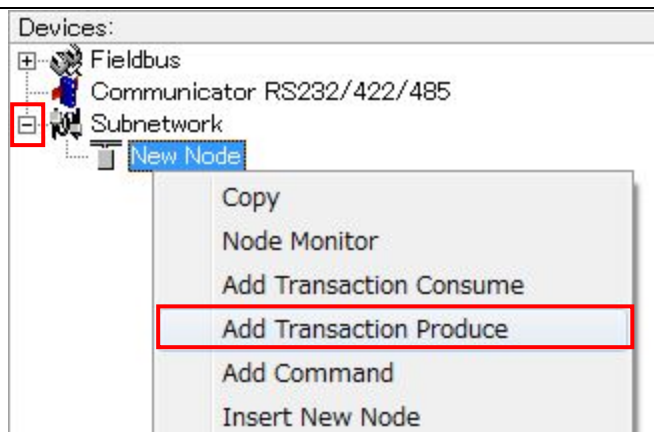 Devices:
Fieldbus
Communicator RS232/422/485
Subnetwork
New Node
Copy
Node Monitor
Add Transaction Consume
Add Transaction Produce
Add Command
Insert New Node